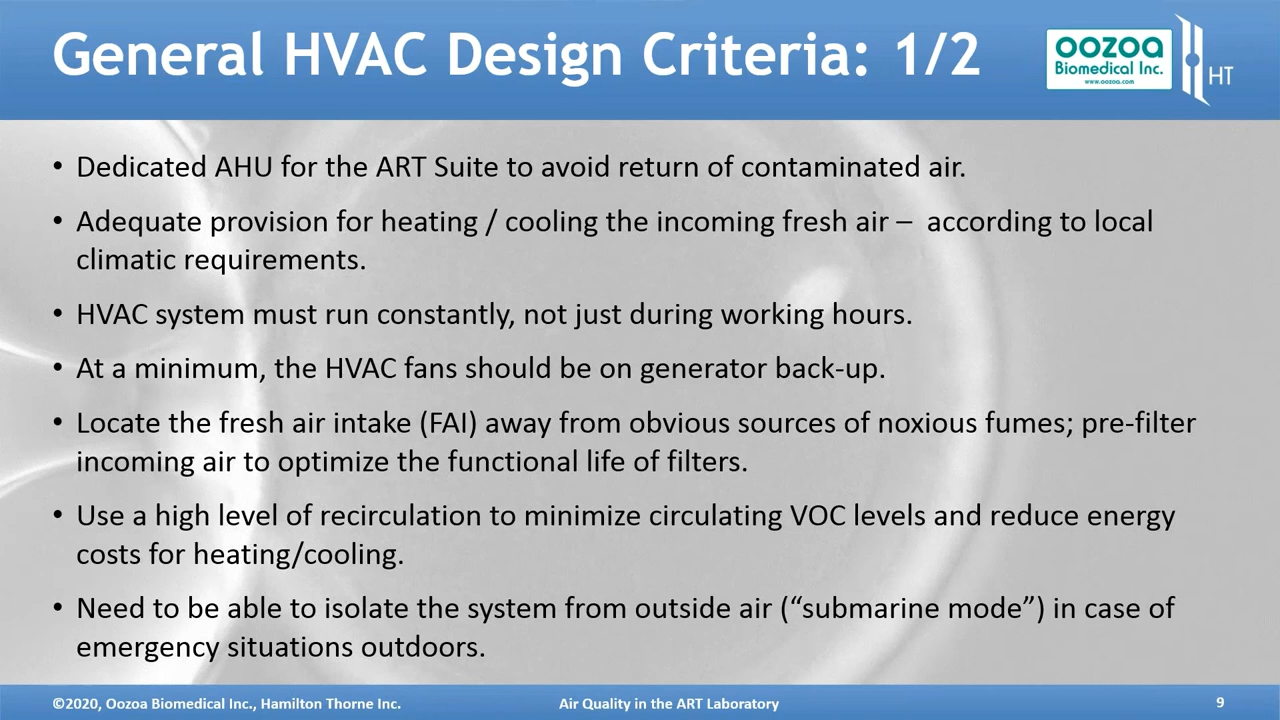 General HVAC Design Criteria: 1/2
oozoa
Biomedical Inc.
www.oozoa.com
HT
• Dedicated AHU for the ART Suite to avoid return of contaminated air.
• Adequate provision for heating / cooling the incoming fresh air – according to local
climatic requirements.
• HVAC system must run constantly, not just during working hours.
• At a minimum, the HVAC fans should be on generator back-up.
• Locate the fresh air intake (FAI) away from obvious sources of noxious fumes; pre-filter
incoming air to optimize the functional life of filters.
• Use a high level of recirculation to minimize circulating VOC levels and reduce energy
costs for heating/cooling.
• Need to be able to isolate the system from outside air (“submarine mode”) in case of
emergency situations outdoors.
©2020, Oozoa Biomedical Inc., Hamilton Thorne Inc.
Air Quality in the ART Laboratory
9